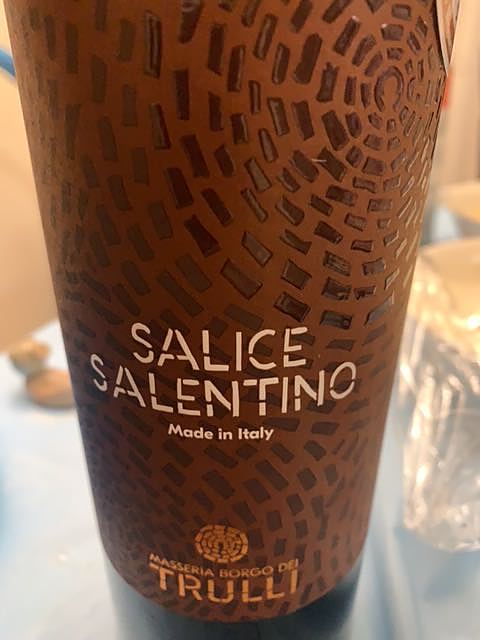 SALICE
SALENTINO
Made in Italy
MASSERIA BORGO DEI
TRULLI